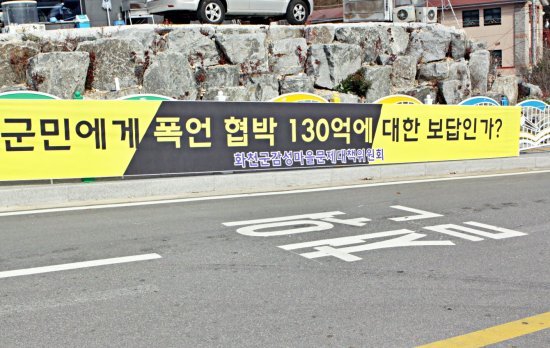 군민에게 폭언 협박 130억에 대한 보답인가?
화천군감성마을문제대책위원회